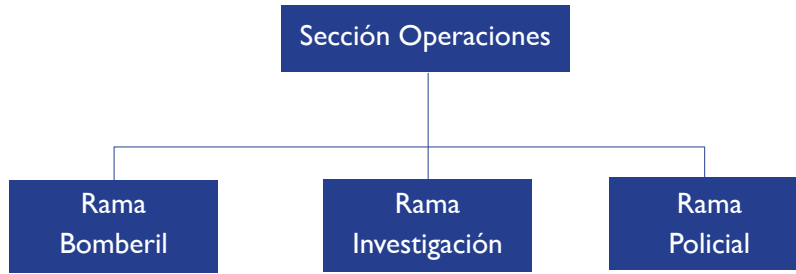 Sección Operaciones
Rama
Bomberil
Rama
Investigación
Rama
Policial